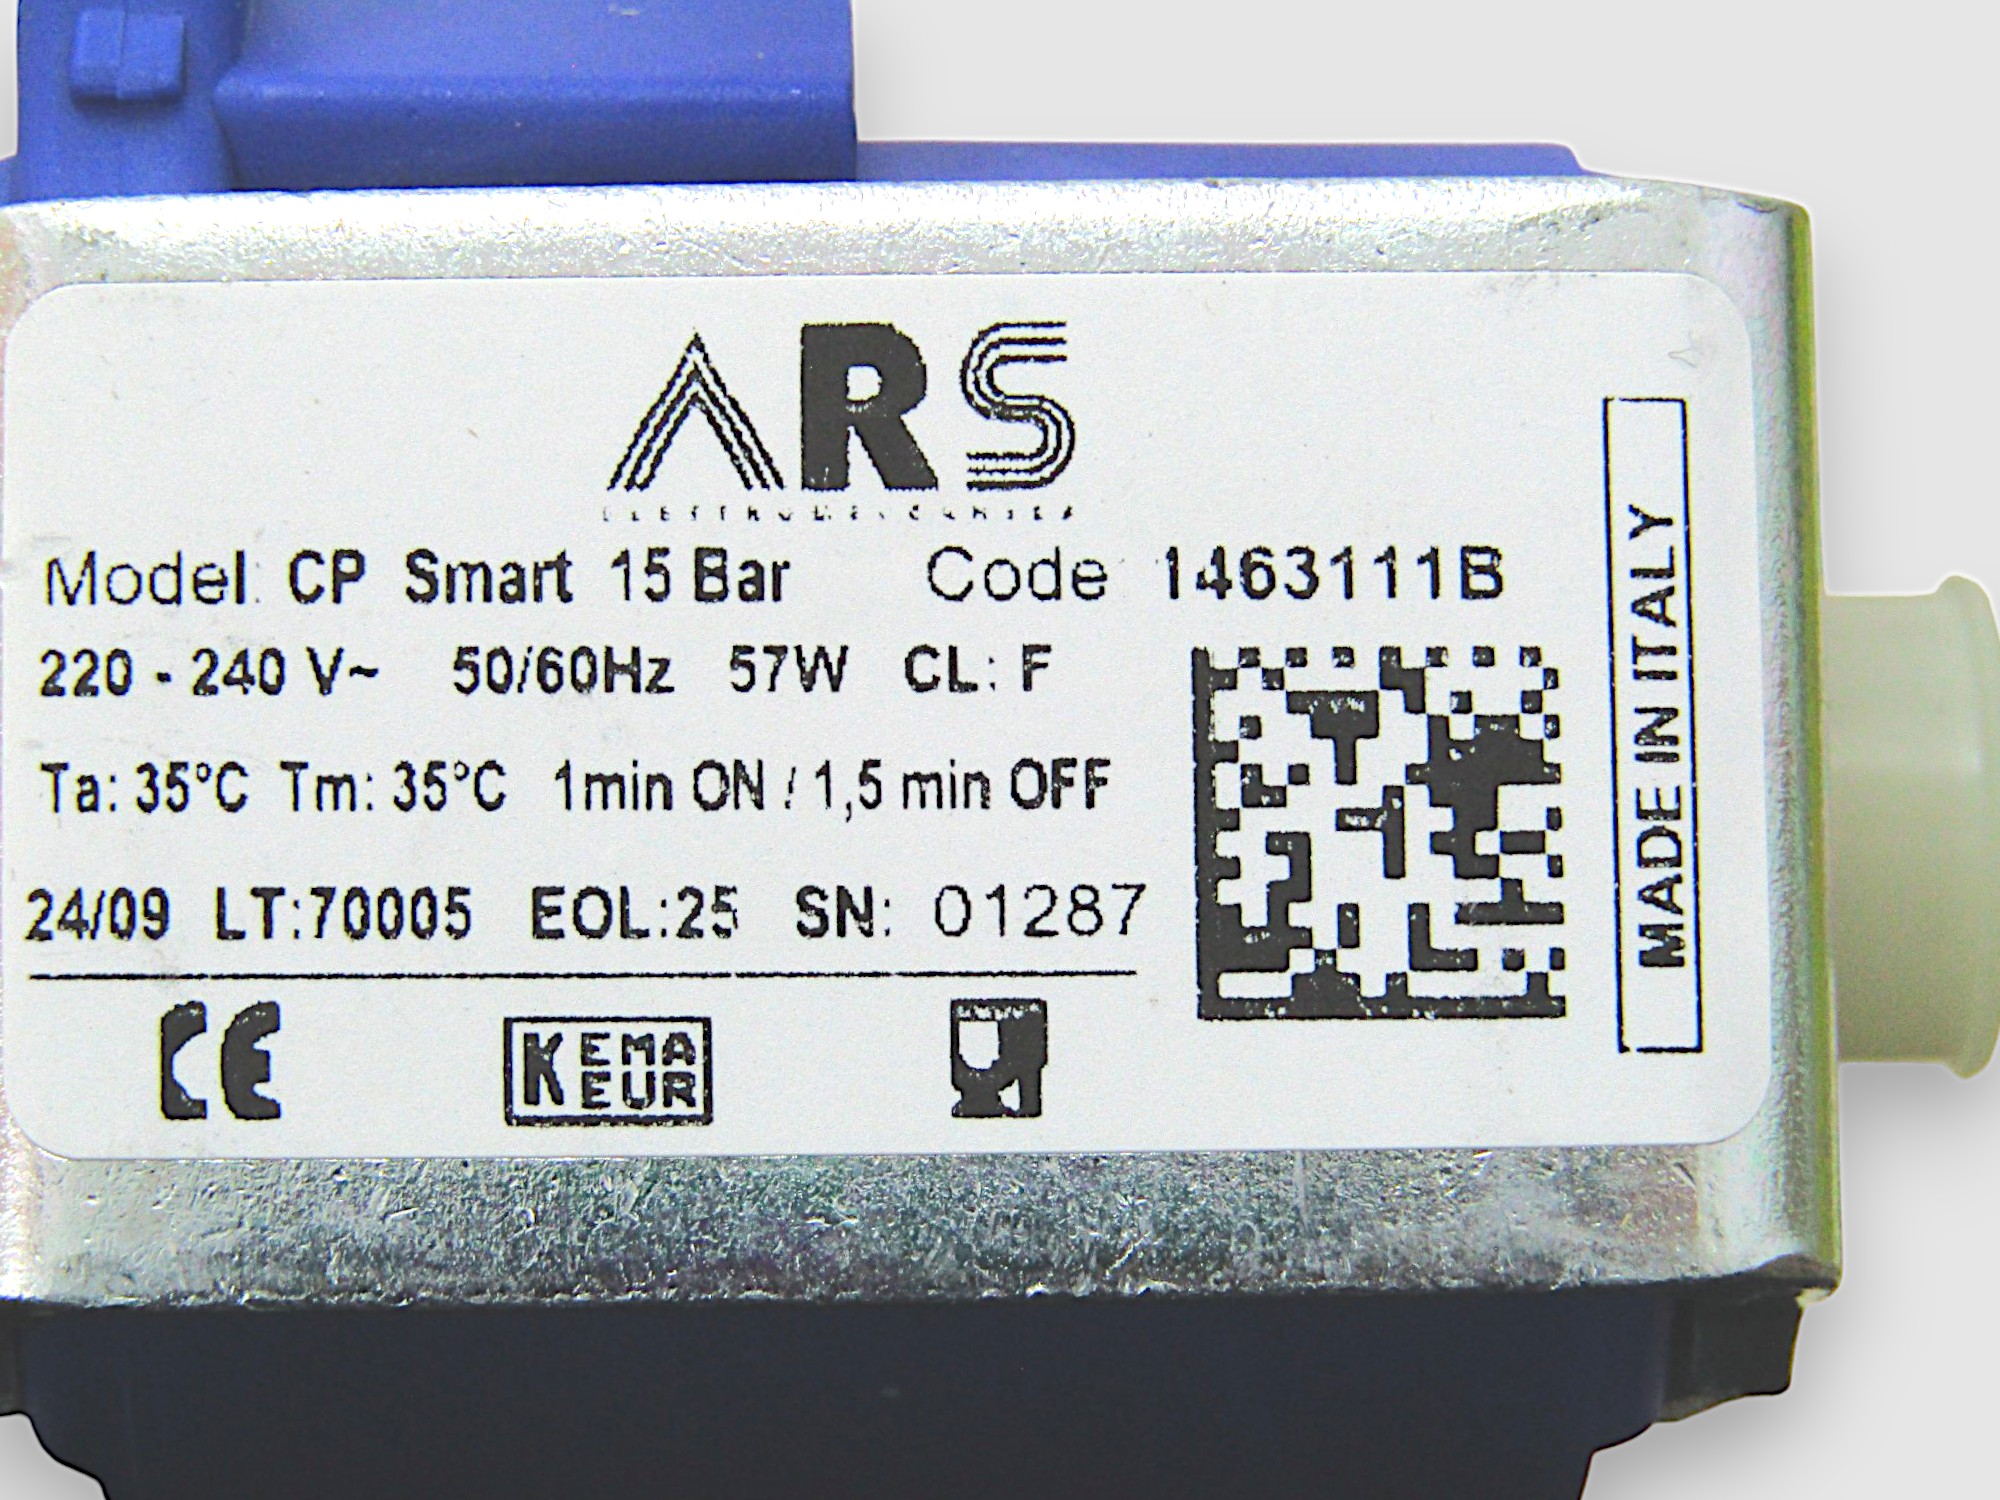 ARS
Model: CP Smart 15 Bar Code 1463111B
220 - 240 V~ 50/60Hz 57W CL: F
Ta: 35°C Tm: 35°C 1min ON / 1,5 min OFF
24/09 LT:70005 EOL:25 SN: 01287
CE
KEMA
EUR
MADE IN ITALY